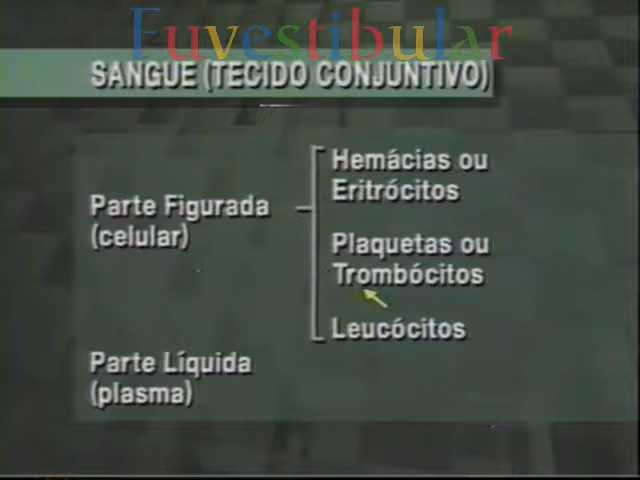 Fuvestibular
SANGUE (TECIDO CONJUNTIVO)
Hemácias ou
Eritrócitos
Parte Figurada
(celular)
Plaquetas ou
Trombócitos
Leucócitos
Parte Líquida
(plasma)